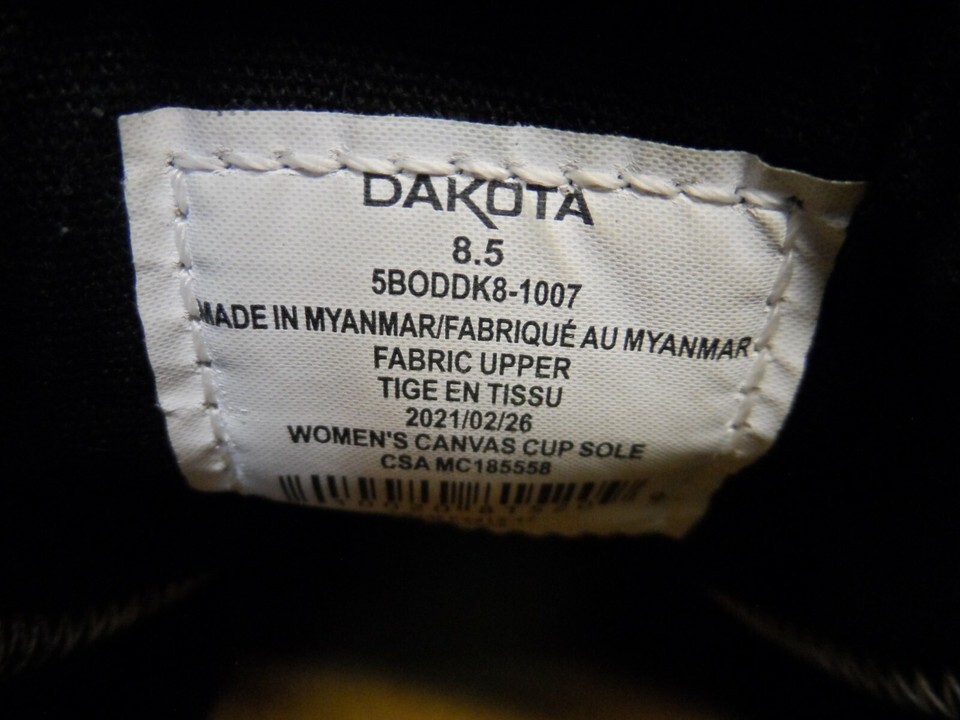 DAKOTA
8.5
5BODDK8-1007
MADE IN MYANMAR/FABRIQUÉ AU MYANMAR
FABRIC UPPER
TIGE EN TISSU
2021/02/26
WOMEN'S CANVAS CUP SOLE
CSA MC185558